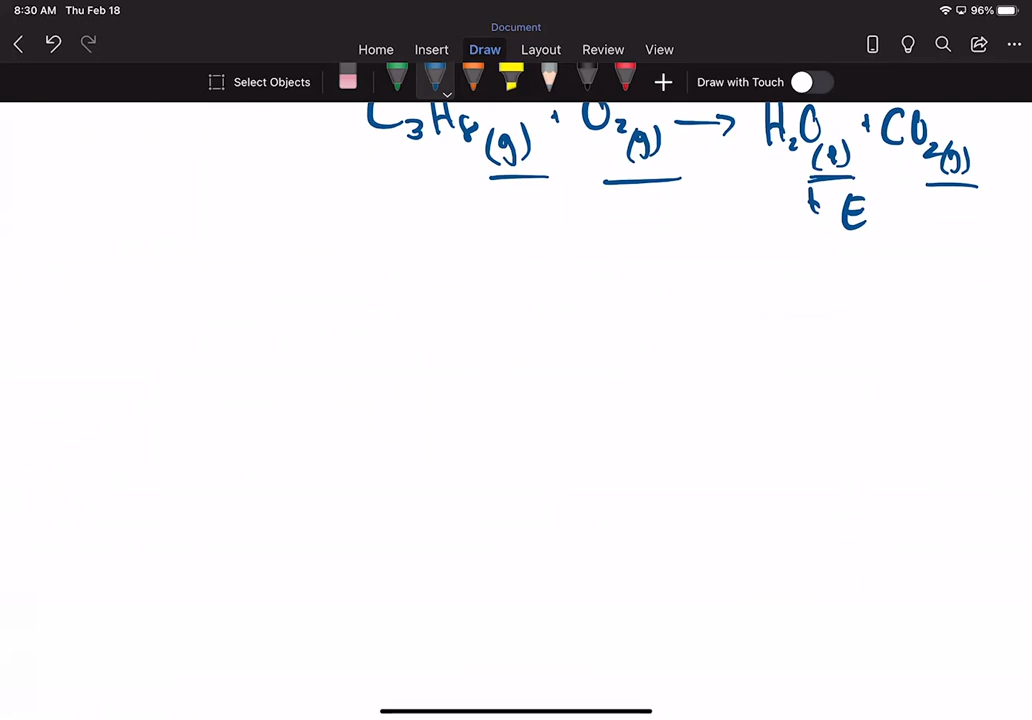 8:30 AM Thu Feb 18
96%
Document
Home Insert Draw Layout Review View
Select Objects
Draw with Touch
C₃H₈(g) + O₂(g) → H₂O(l) + CO₂(g)
+ E